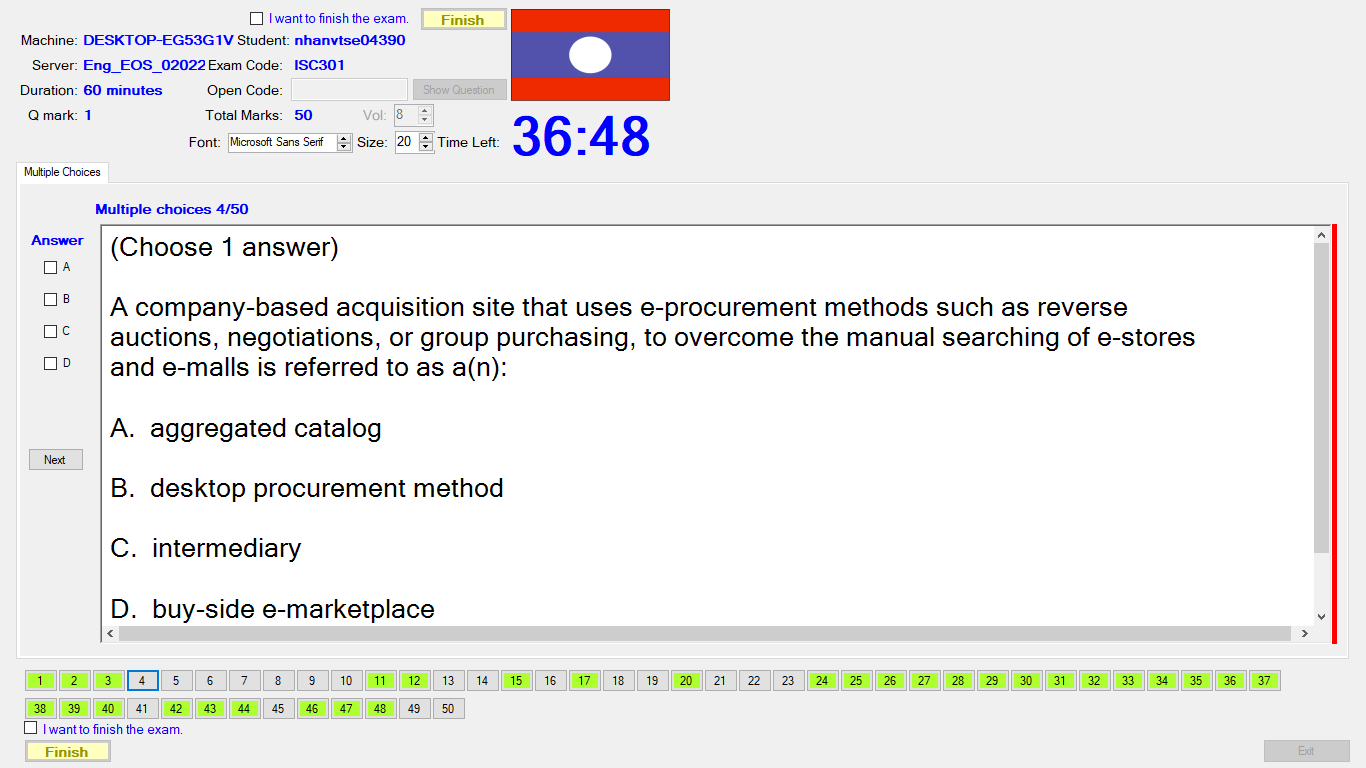 I want to finish the exam.
Finish
Machine: DESKTOP-EG53G1V Student: nhanvtse04390
Server: Eng_EOS_02022 Exam Code: ISC301
Duration: 60 minutes Open Code: Show Question
Q mark: 1 Total Marks: 50 Vol: 8
Font: Microsoft Sans Serif Size: 20 Time Left: 36:48
Multiple Choices
Multiple choices 4/50
Answer
A
B
C
D
Next
(Choose 1 answer)
A company-based acquisition site that uses e-procurement methods such as reverse
auctions, negotiations, or group purchasing, to overcome the manual searching of e-stores
and e-malls is referred to as a(n):
A. aggregated catalog
B. desktop procurement method
C. intermediary
D. buy-side e-marketplace
1 2 3 4 5 6 7 8 9 10 11 12 13 14 15 16 17 18 19 20 21 22 23 24 25 26 27 28 29 30 31 32 33 34 35 36 37
38 39 40 41 42 43 44 45 46 47 48 49 50
I want to finish the exam.
Finish
Exit